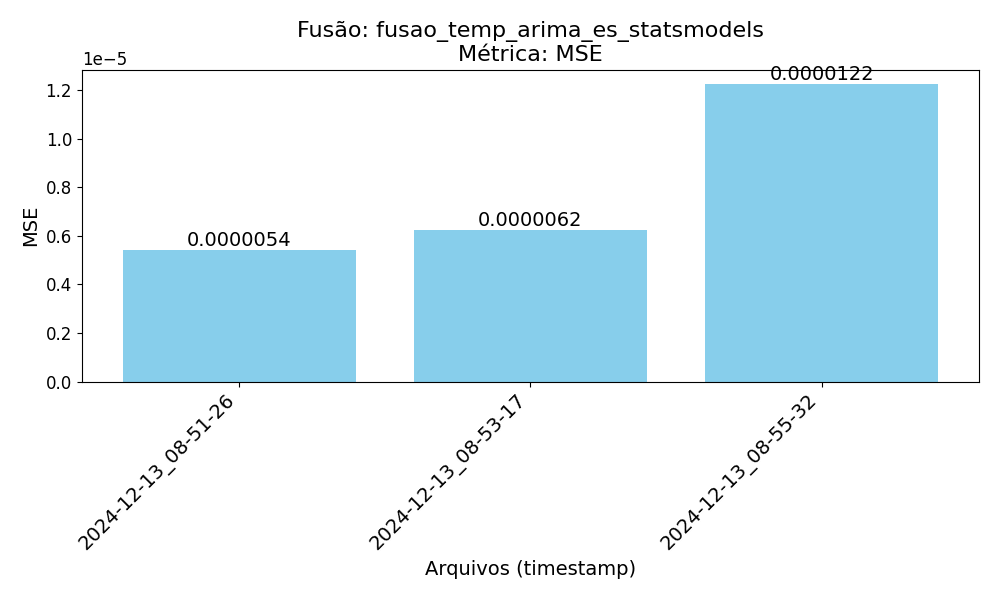 Fusão: fusao_temp_arima_es_statsmodels
Métrica: MSE
1e−5
1.2
1.0
0.8
0.6
0.4
0.2
0.0
MSE
0.0000054
0.0000062
0.0000122
2024-12-13_08-51-26
2024-12-13_08-53-17
2024-12-13_08-55-32
Arquivos (timestamp)